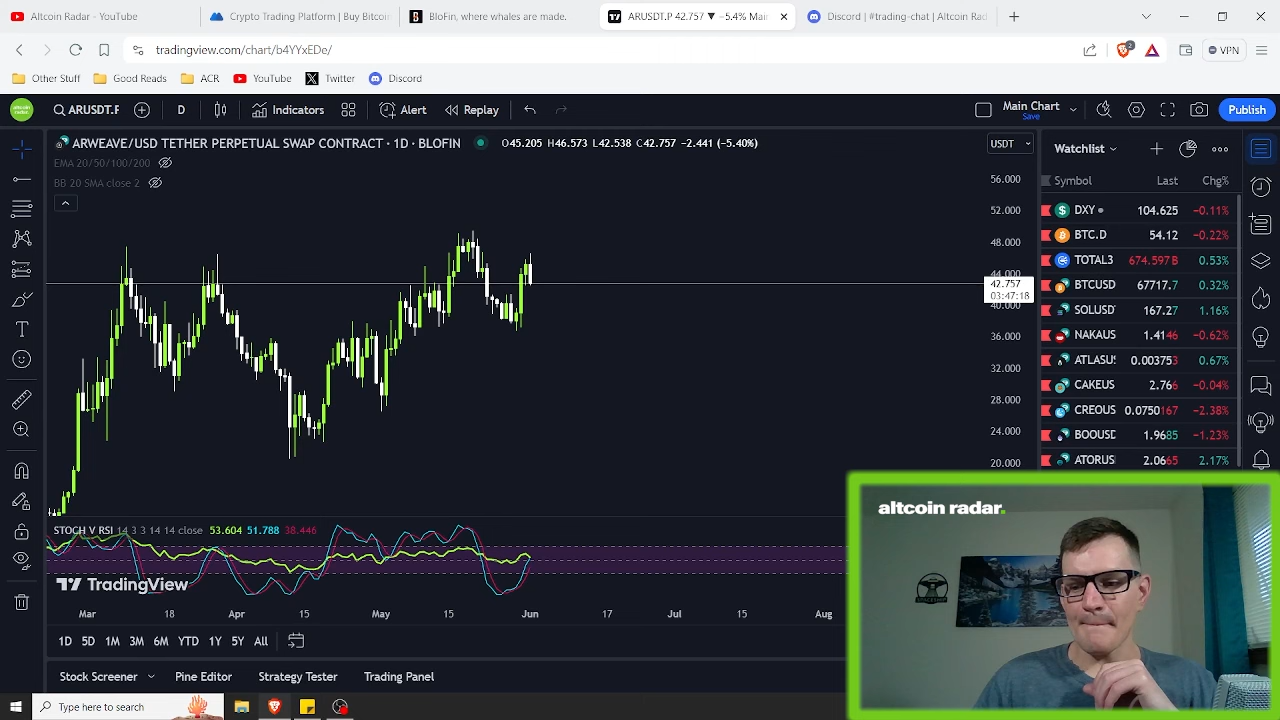 Altcoin Radar - YouTube
Crypto Trading Platform | Buy Bitcoin
BloFin, where whales are made.
ARUSDT.P 42.757 ▼ −5.4% Mai
Discord | #trading-chat | Altcoin Rad
tradingview.com/chart/b4YYxEDe/
2
VPN
Other Stuff
Good Reads
ACR
YouTube
Twitter
Discord
altcoin radar
ARUSDT.P
D
Indicators
Alert
Replay
Main Chart
Save
Publish
ARWEAVE/USD TETHER PERPETUAL SWAP CONTRACT · 1D · BLOFIN
O45.205 H46.573 L42.538 C42.757 −2.441 (−5.40%)
USDT
EMA 20/50/100/200
BB 20 SMA close 2
56.000
52.000
48.000
44.000
42.757
03:47:18
40.000
36.000
32.000
28.000
24.000
20.000
Watchlist
Symbol Last Chg%
DXY 104.625 −0.11%
BTC.D 54.12 −0.22%
TOTAL3 674.597B 0.53%
BTCUSD 67717.7 0.32%
SOLUSD 167.27 1.16%
NAKAUS 1.4146 −0.62%
ATLASU 0.003753 0.67%
CAKEUS 2.766 −0.04%
CREOUS 0.0750167 −2.38%
BOOUSD 1.9685 −1.23%
ATORUS 2.0665 2.17%
STOCH V RSI 14 3 3 14 14 close 53.604 51.788 38.446
TradingView
Mar 18 Apr 15 May 15 Jun 17 Jul 15 Aug
1D 5D 1M 3M 6M YTD 1Y 5Y All
Stock Screener
Pine Editor
Strategy Tester
Trading Panel
altcoin radar.
Type here to search